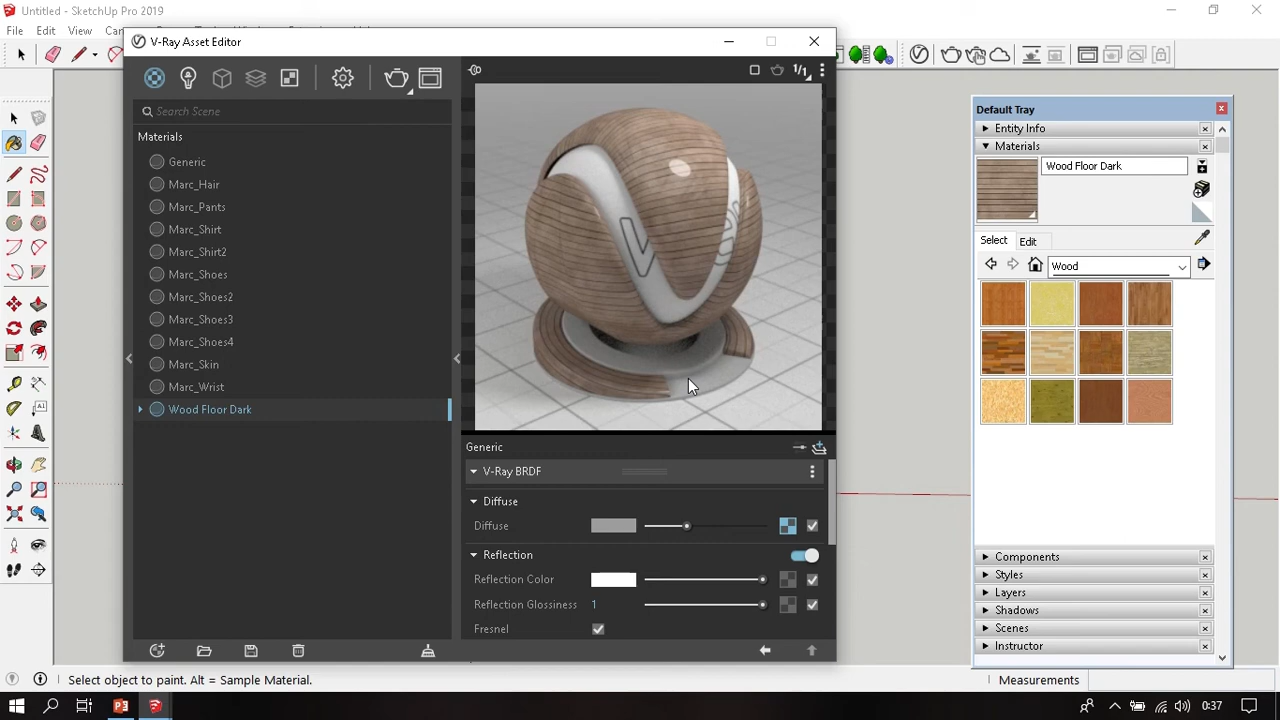 Untitled - SketchUp Pro 2019
File Edit View
V-Ray Asset Editor
Search Scene
Materials
Generic
Marc_Hair
Marc_Pants
Marc_Shirt
Marc_Shirt2
Marc_Shoes
Marc_Shoes2
Marc_Shoes3
Marc_Shoes4
Marc_Skin
Marc_Wrist
Wood Floor Dark
1/1
Generic
V-Ray BRDF
Diffuse
Diffuse
Reflection
Reflection Color
Reflection Glossiness 1
Fresnel
Default Tray
Entity Info
Materials
Wood Floor Dark
Select Edit
Wood
Components
Styles
Layers
Shadows
Scenes
Instructor
Select object to paint. Alt = Sample Material.
Measurements
0:37